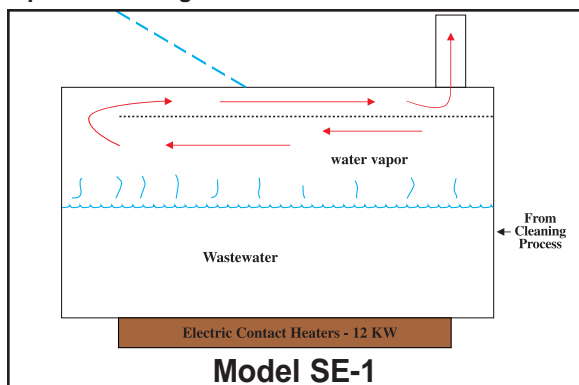 water vapor
From
Cleaning
Process
Wastewater
Electric Contact Heaters - 12 KW
Model SE-1